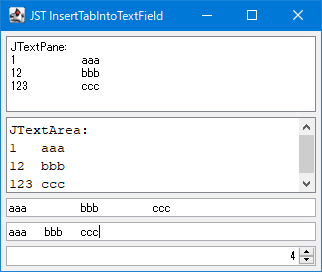 JST InsertTabIntoTextField
JTextPane:
1	aaa
12	bbb
123	ccc
JTextArea:
1	aaa
12	bbb
123	ccc
aaa	bbb	ccc
aaa	bbb	ccc
4